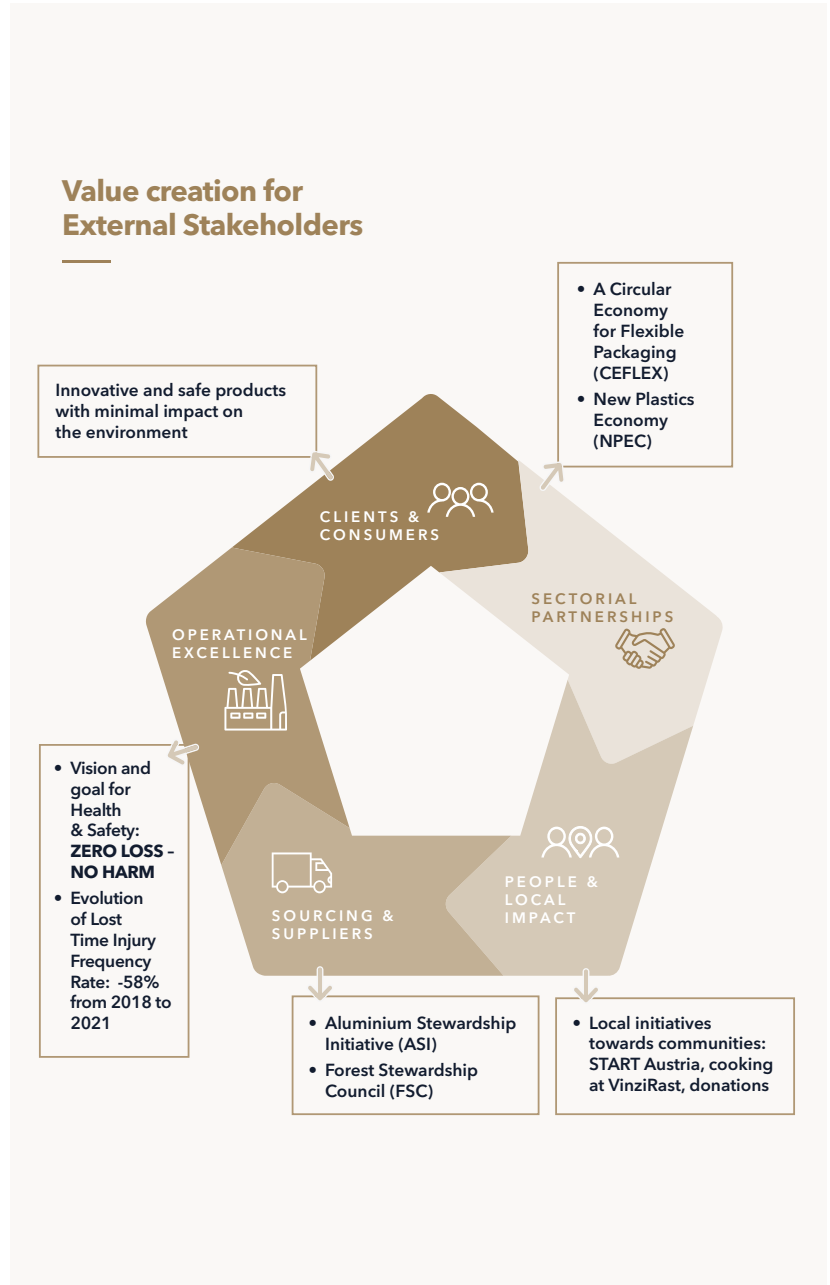 Value creation for
External Stakeholders
• A Circular
Economy
for Flexible
Packaging
(CEFLEX)
• New Plastics
Economy
(NPEC)
Innovative and safe products
with minimal impact on
the environment
CLIENTS &
CONSUMERS
SECTORIAL
PARTNERSHIPS
OPERATIONAL
EXCELLENCE
• Vision and
goal for
Health
& Safety:
ZERO LOSS –
NO HARM
• Evolution
of Lost
Time Injury
Frequency
Rate: -58%
from 2018 to
2021
PEOPLE &
LOCAL
IMPACT
SOURCING &
SUPPLIERS
• Aluminium Stewardship
Initiative (ASI)
• Forest Stewardship
Council (FSC)
• Local initiatives
towards communities:
START Austria, cooking
at VinziRast, donations